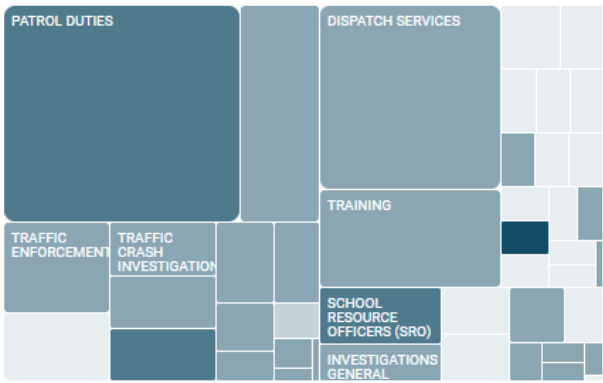 PATROL DUTIES
DISPATCH SERVICES
TRAINING
TRAFFIC
ENFORCEMENT
TRAFFIC
CRASH
INVESTIGATION
SCHOOL
RESOURCE
OFFICERS (SRO)
INVESTIGATIONS
GENERAL